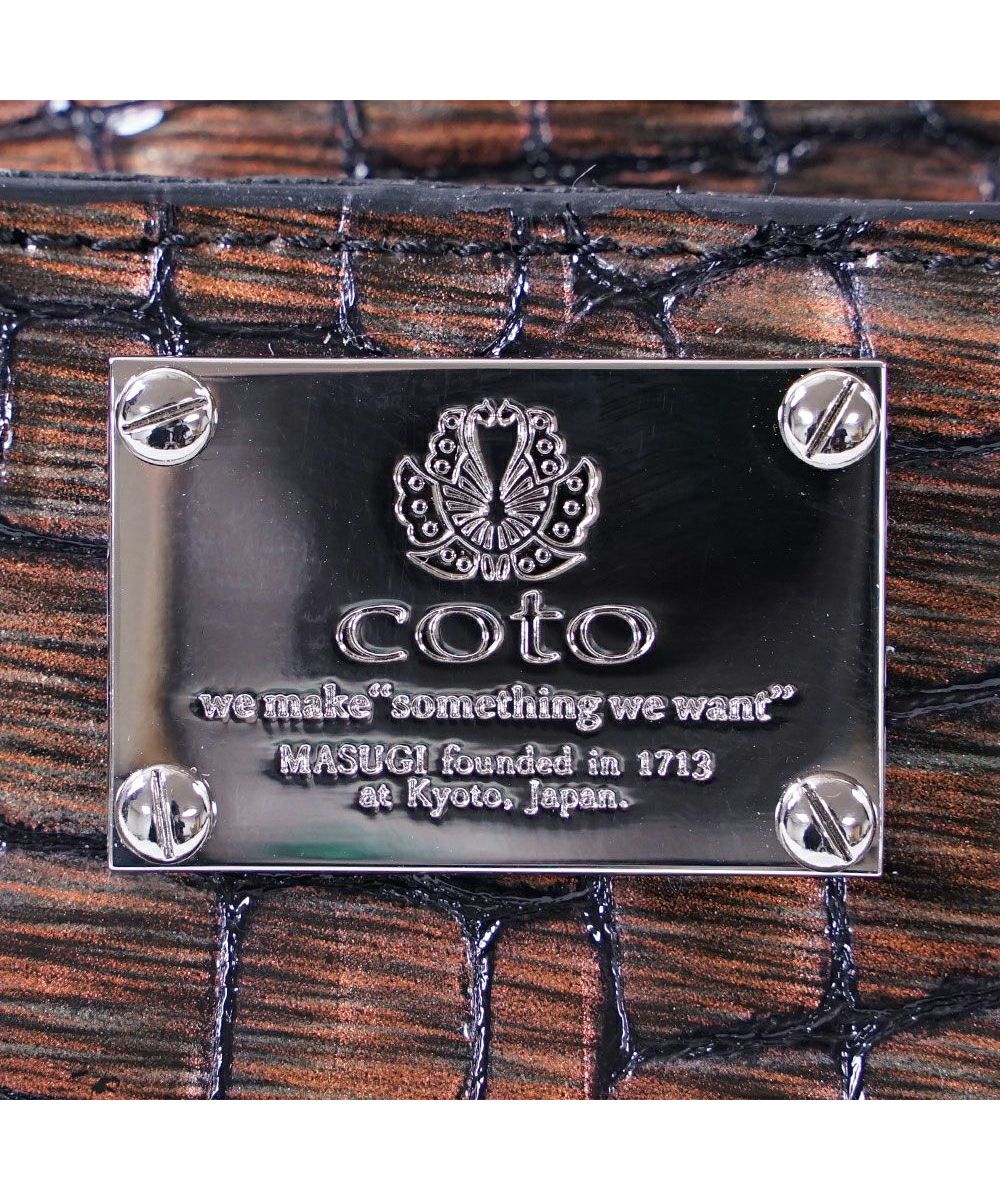 coto
we make “something we want”
MASUGI founded in 1713
at Kyoto, Japan.